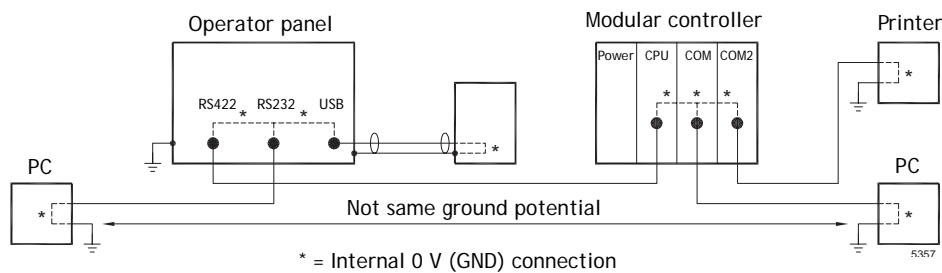 Operator panel
Modular controller
Printer
Power CPU COM COM2
* * *
*
RS422 RS232 USB
* *
*
PC
*
PC
*
Not same ground potential
5357
* = Internal 0 V (GND) connection